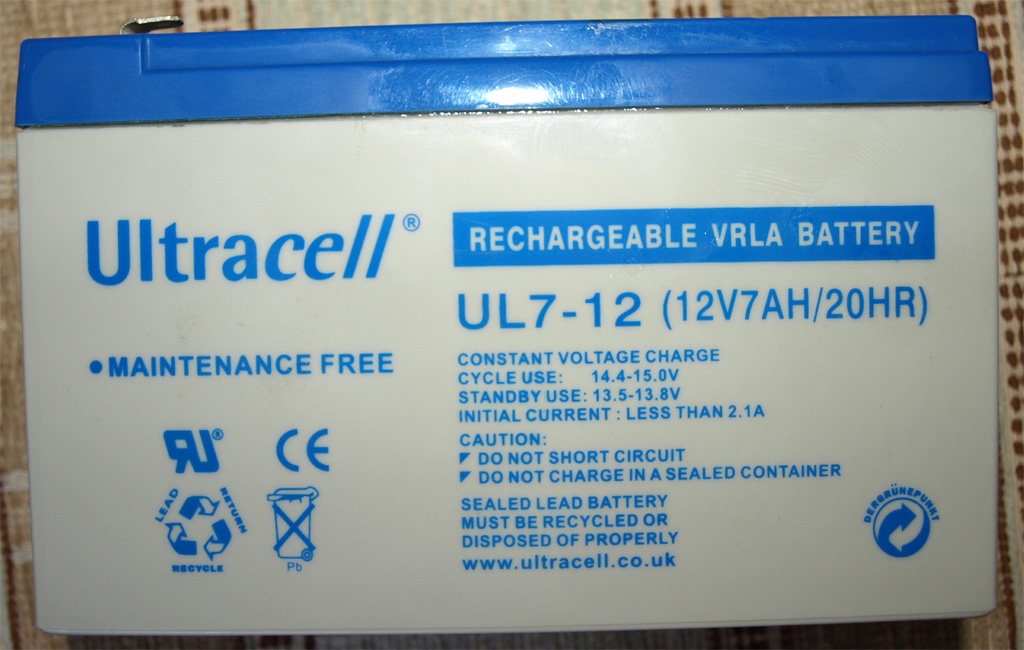 Ultracell®
RECHARGEABLE VRLA BATTERY
UL7-12 (12V7AH/20HR)
• MAINTENANCE FREE
CONSTANT VOLTAGE CHARGE
CYCLE USE: 14.4-15.0V
STANDBY USE: 13.5-13.8V
INITIAL CURRENT : LESS THAN 2.1A
CAUTION:
DO NOT SHORT CIRCUIT
DO NOT CHARGE IN A SEALED CONTAINER
SEALED LEAD BATTERY
MUST BE RECYCLED OR
DISPOSED OF PROPERLY
www.ultracell.co.uk
RU®
CE
LEAD
RETURN
RECYCLE
Pb
DERGRÜNEPUNKT